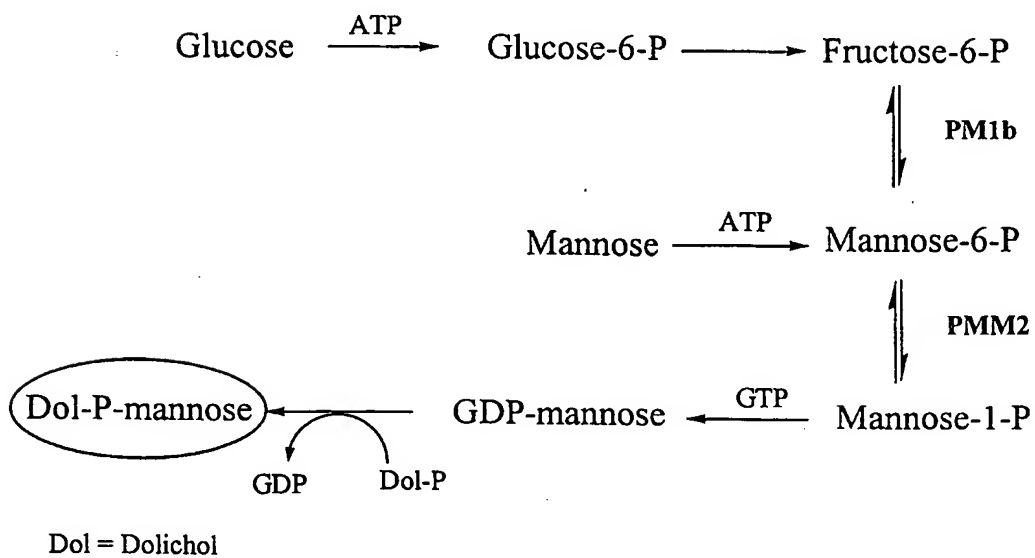 ATP
Glucose Glucose-6-P Fructose-6-P
PM1b
ATP
Mannose Mannose-6-P
PMM2
GTP
Dol-P-mannose GDP-mannose Mannose-1-P
GDP Dol-P
Dol = Dolichol